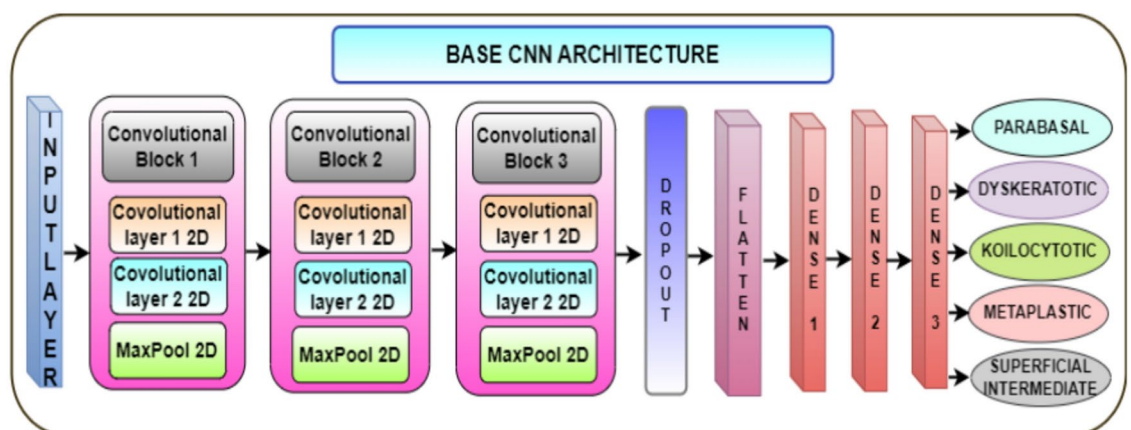 BASE CNN ARCHITECTURE
INPUTLAYER
Convolutional
Block 1
Covolutional
layer 1 2D
Covolutional
layer 2 2D
MaxPool 2D
Convolutional
Block 2
Covolutional
layer 1 2D
Covolutional
layer 2 2D
MaxPool 2D
Convolutional
Block 3
Covolutional
layer 1 2D
Covolutional
layer 2 2D
MaxPool 2D
DROPOUT
FLATTEN
DENSE 1
DENSE 2
DENSE 3
PARABASAL
DYSKERATOTIC
KOILOCYTOTIC
METAPLASTIC
SUPERFICIAL
INTERMEDIATE